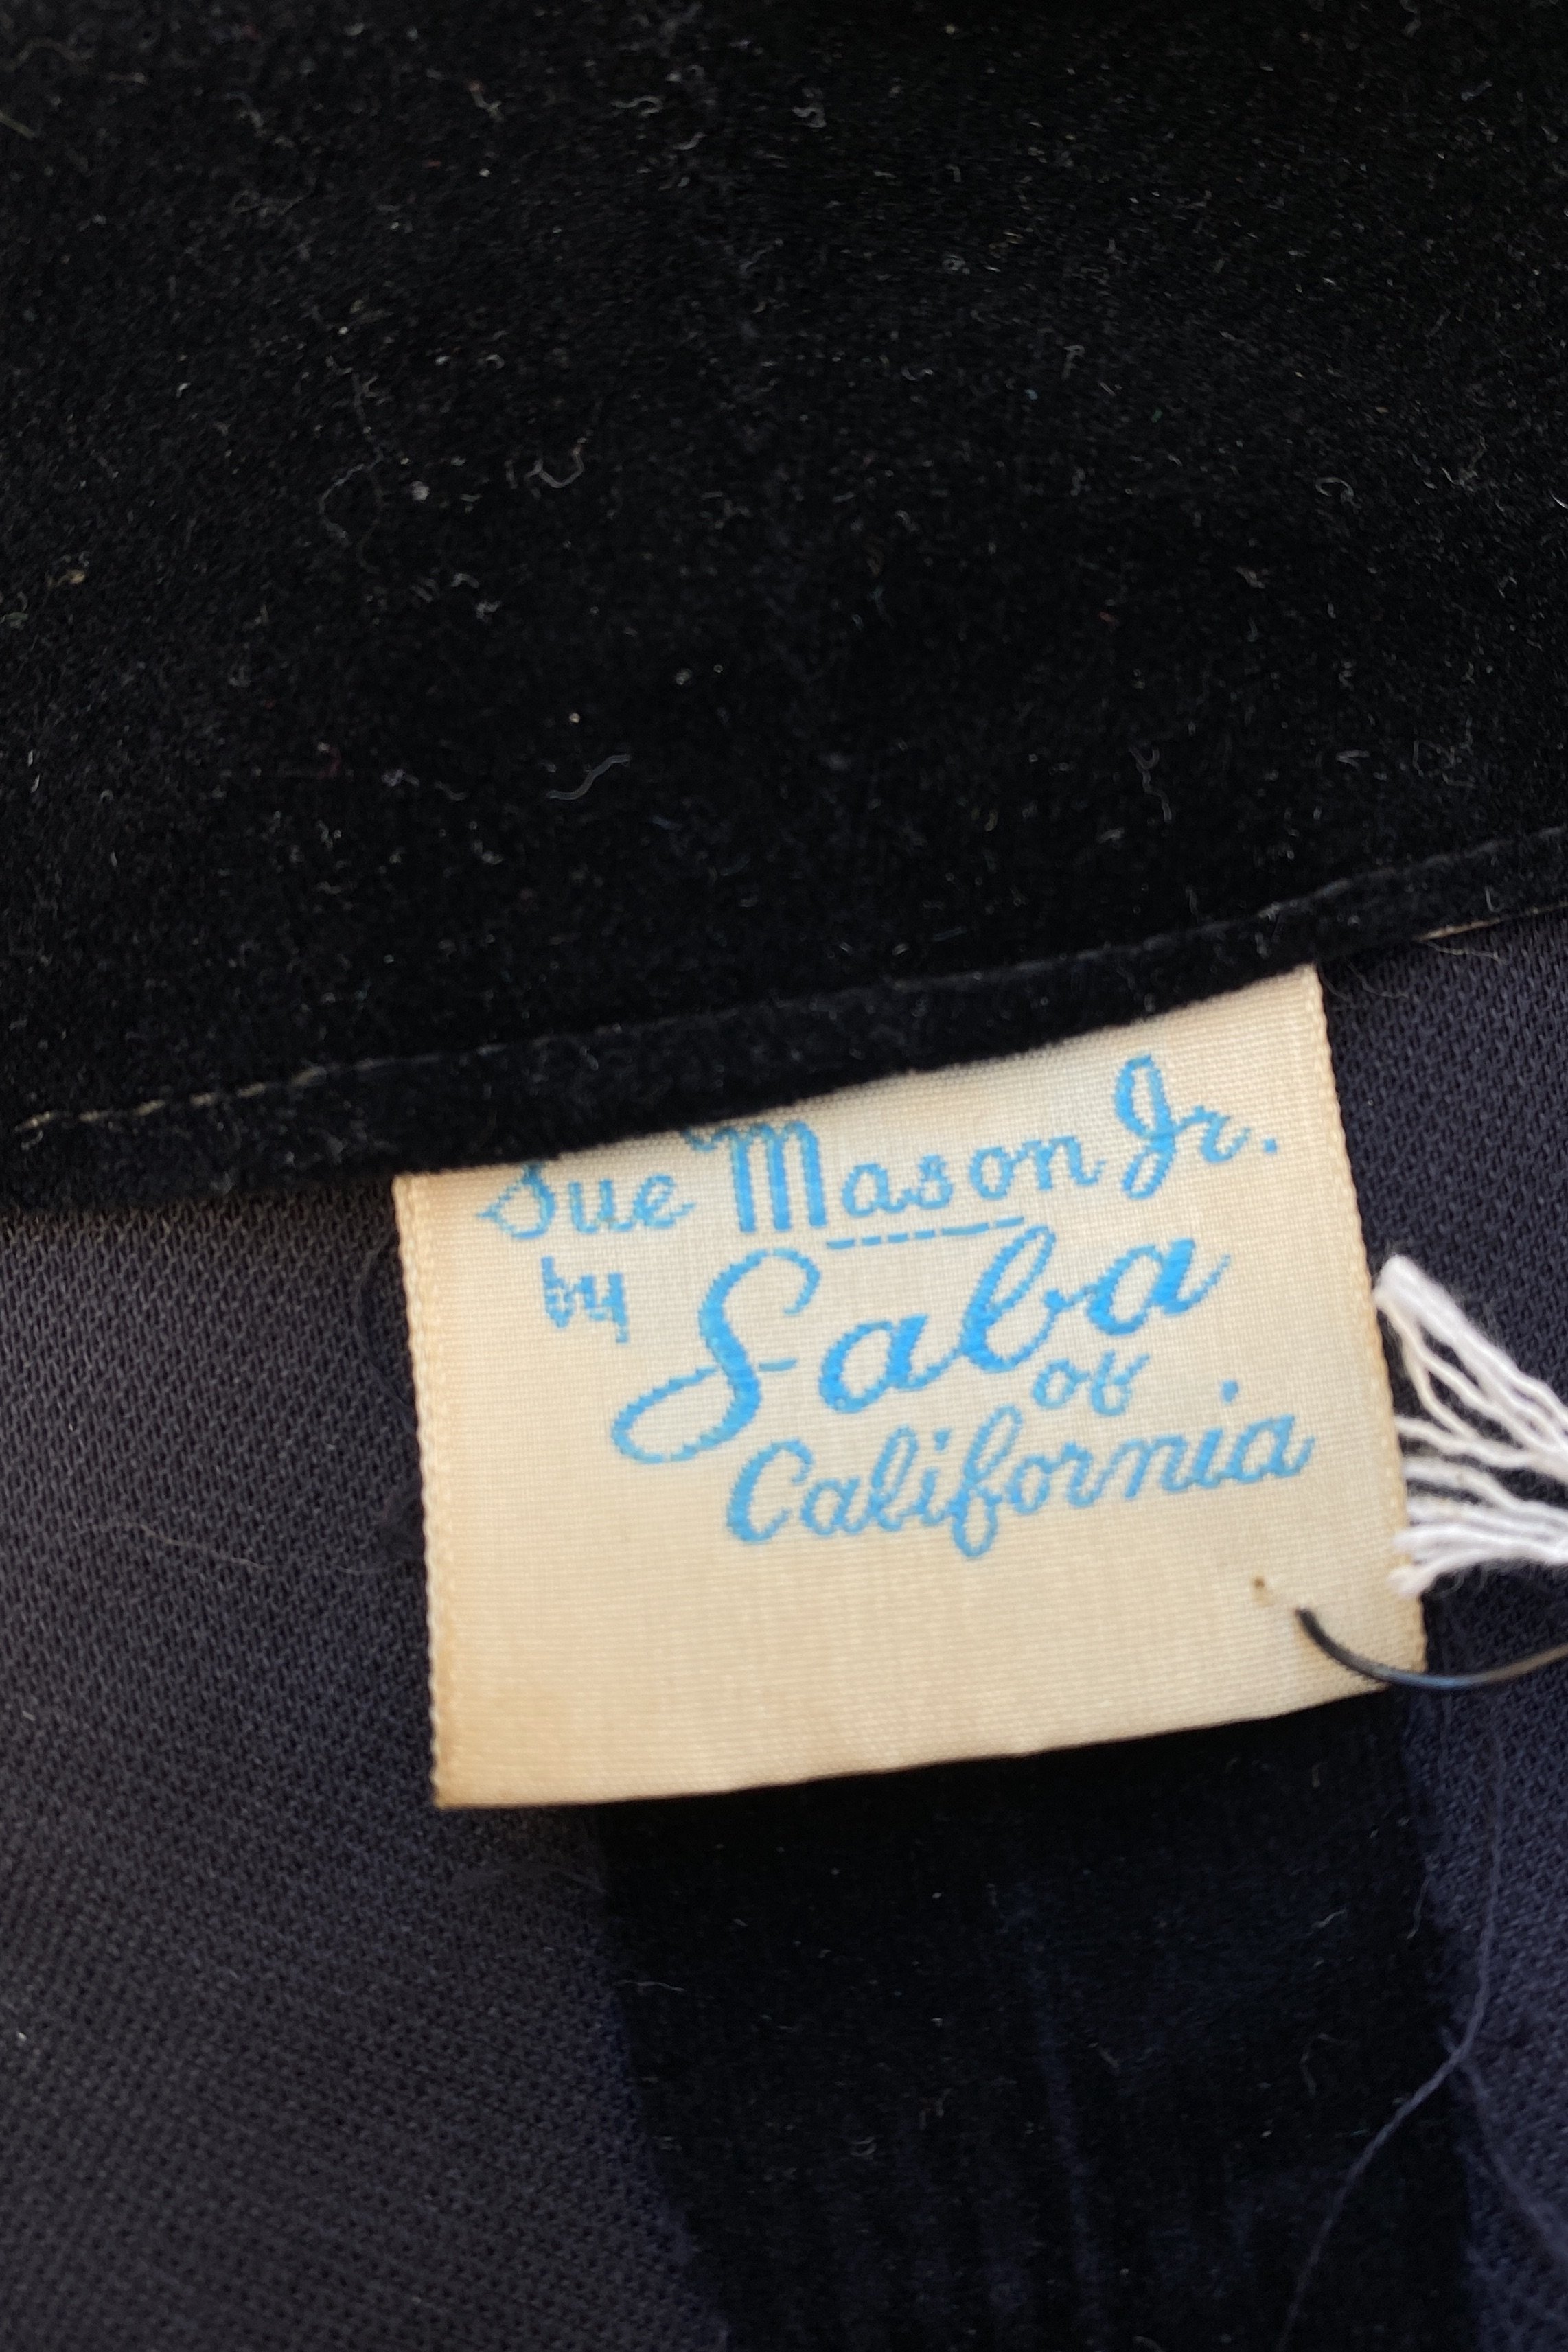 Sue Mason Jr.
by Saba
of
California